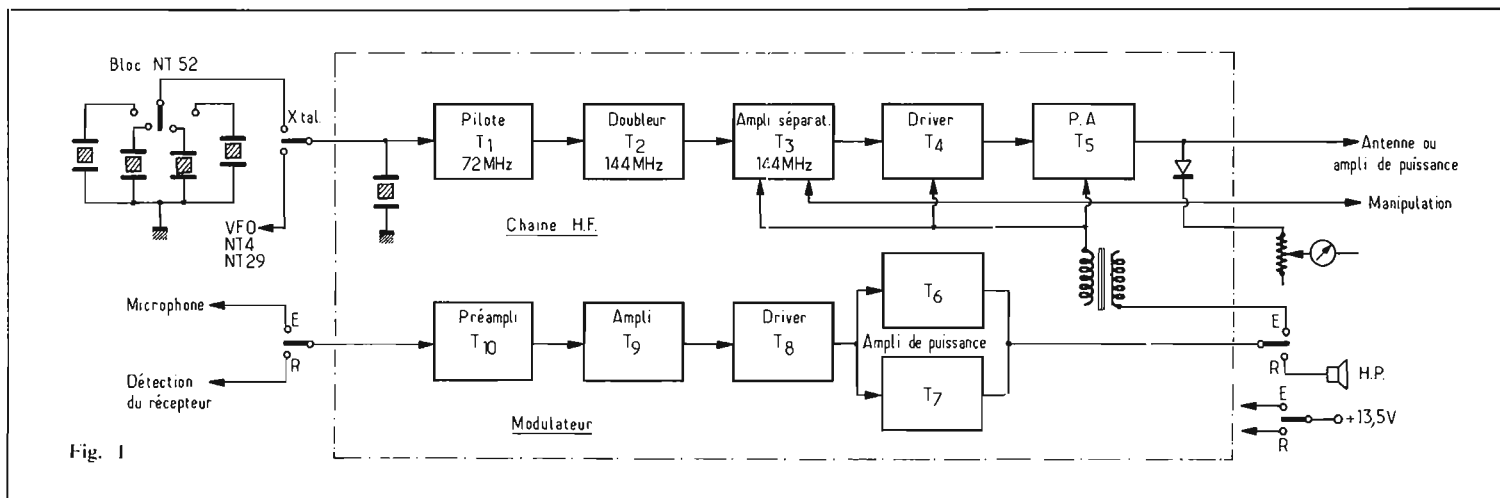 Bloc NT 52
X tal.
VFO
NT4
NT29
Pilote
T1
72MHz
Doubleur
T2
144MHz
Ampli séparat.
T3
144MHz
Driver
T4
P.A
T5
Antenne ou
ampli de puissance
Manipulation
Chaine H.F.
Microphone
E
R
Détection
du récepteur
Préampli
T10
Ampli
T9
Driver
T8
T6
Ampli de puissance
T7
Modulateur
E
R
H.P.
E
R
+13,5V
Fig. 1